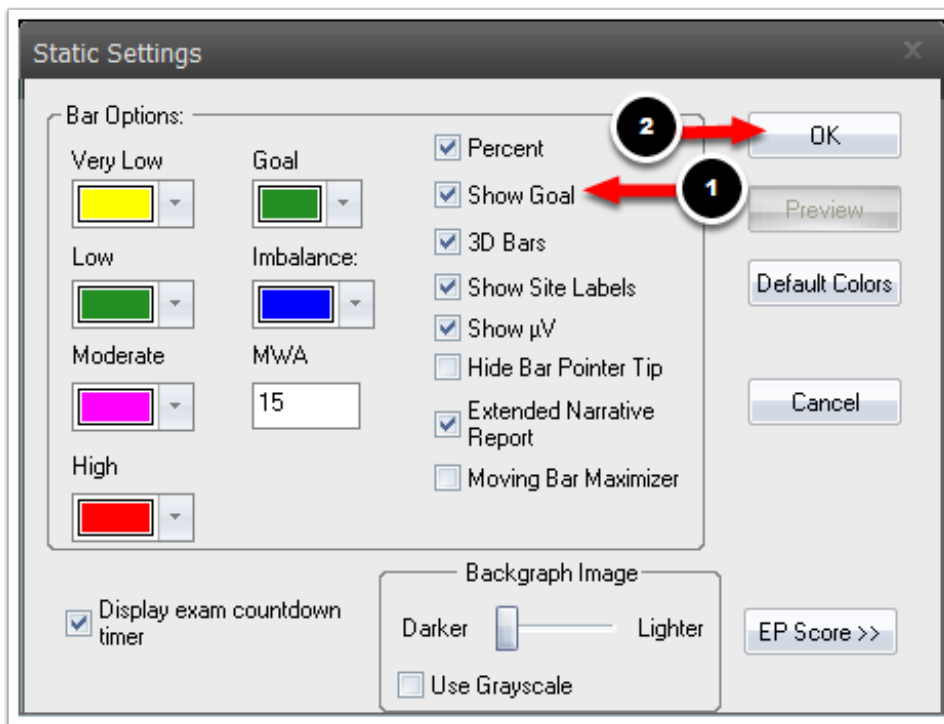 Static Settings
Bar Options:
Very Low
Goal
Low
Imbalance:
Moderate
MWA
15
High
Percent
Show Goal
3D Bars
Show Site Labels
Show µV
Hide Bar Pointer Tip
Extended Narrative
Report
Moving Bar Maximizer
2
1
OK
Preview
Default Colors
Cancel
Display exam countdown
timer
Backgraph Image
Darker
Lighter
Use Grayscale
EP Score >>